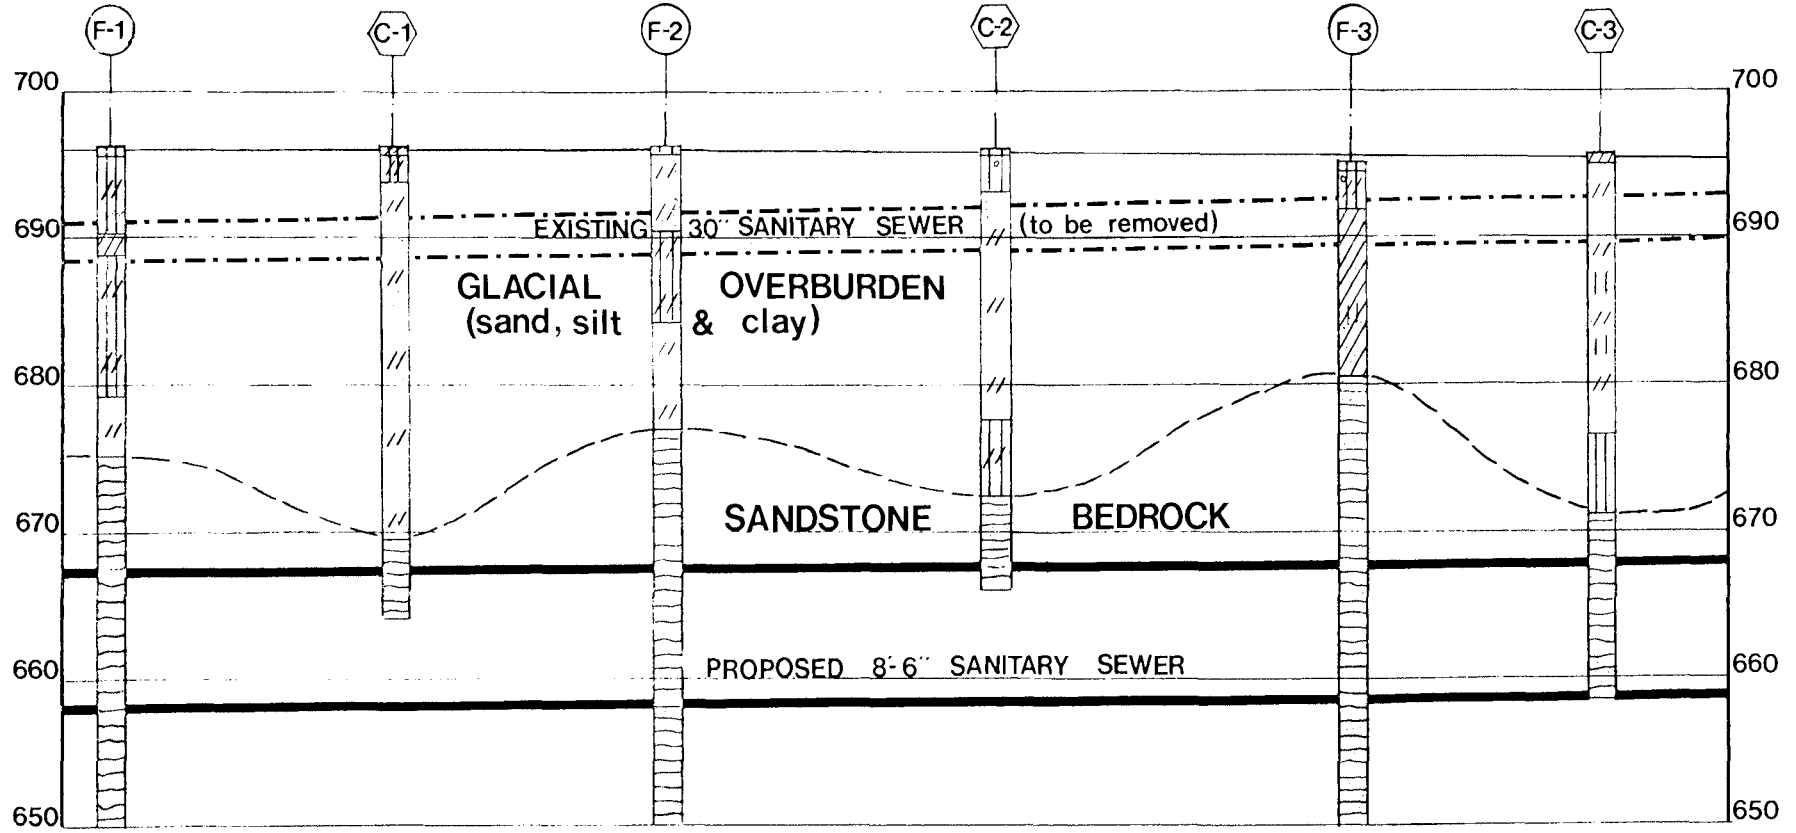 F-1 C-1 F-2 C-2 F-3 C-3
700 700
690 EXISTING 30" SANITARY SEWER (to be removed) 690
GLACIAL OVERBURDEN
(sand, silt & clay)
680 680
670 SANDSTONE BEDROCK 670
660 PROPOSED 8'-6" SANITARY SEWER 660
650 650